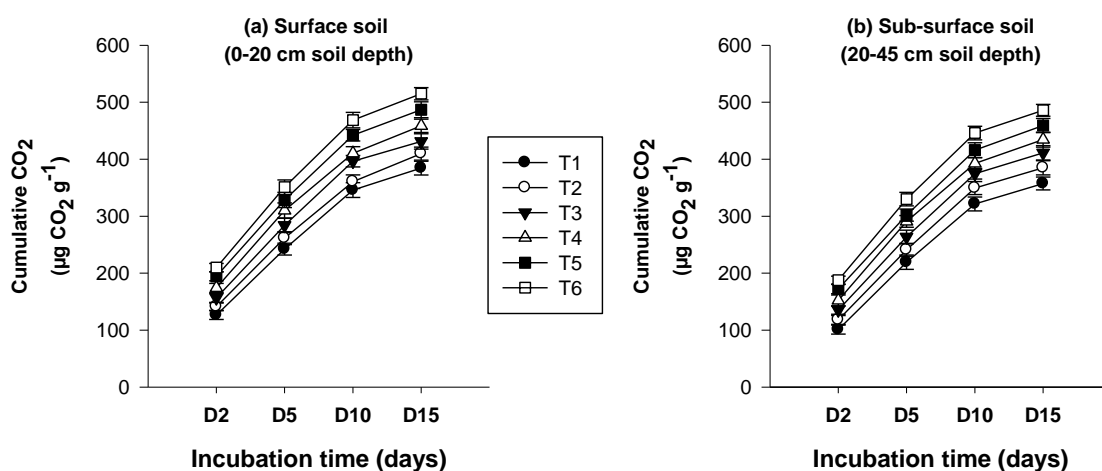 (a) Surface soil
(0-20 cm soil depth)
Cumulative CO2
(µg CO2 g-1)
600
500
400
300
200
100
0
D2 D5 D10 D15
Incubation time (days)
T1
T2
T3
T4
T5
T6
(b) Sub-surface soil
(20-45 cm soil depth)
Cumulative CO2
(µg CO2 g-1)
600
500
400
300
200
100
0
D2 D5 D10 D15
Incubation time (days)